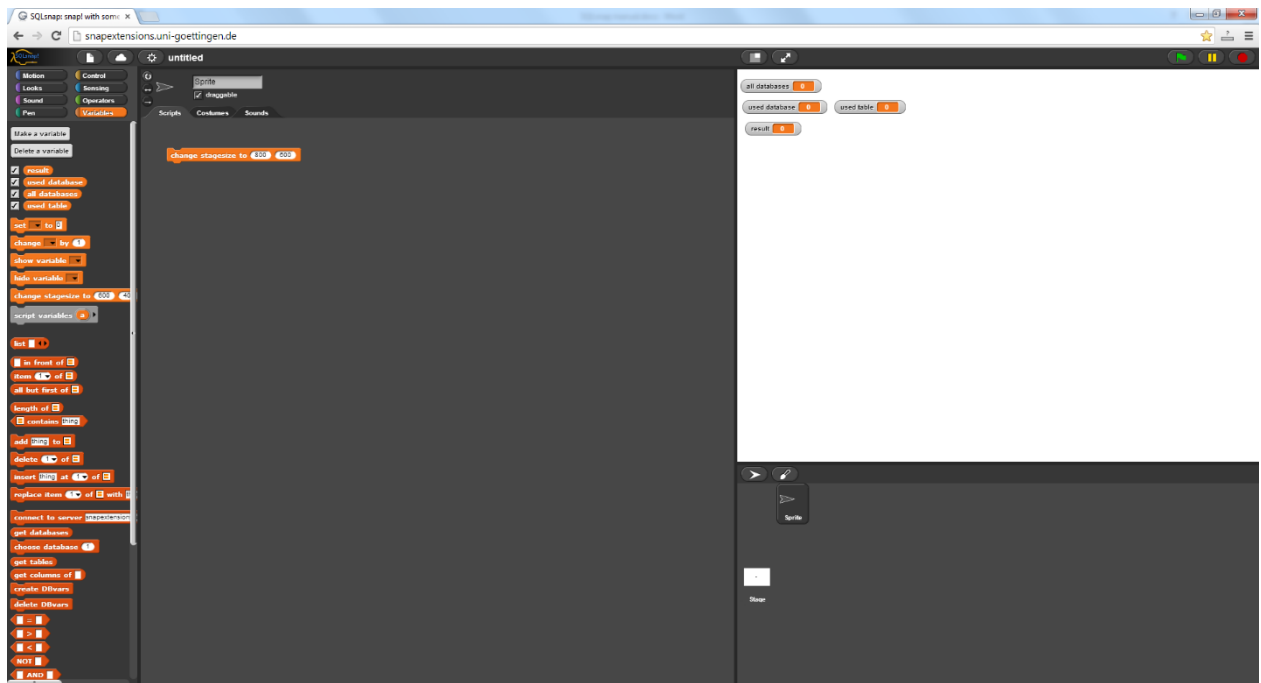 SQLsnap: snap! with some
snapextensions.uni-goettingen.de
SQLsnap!
untitled
Motion Control
Looks Sensing
Sound Operators
Pen Variables
Sprite
draggable
Scripts Costumes Sounds
Make a variable
Delete a variable
result
used database
all databases
used table
set to 0
change by 1
show variable
hide variable
change stagesize to 600 40
script variables a
list
in front of
item 1 of
all but first of
length of
contains thing
add thing to
delete 1 of
insert thing at 1 of
replace item 1 of with
connect to server snapextension
get databases
choose database 1
get tables
get columns of
create DBvars
delete DBvars
=
>
<
NOT
AND
change stagesize to 800 600
all databases 0
used database 0 used table 0
result 0
Sprite
Stage